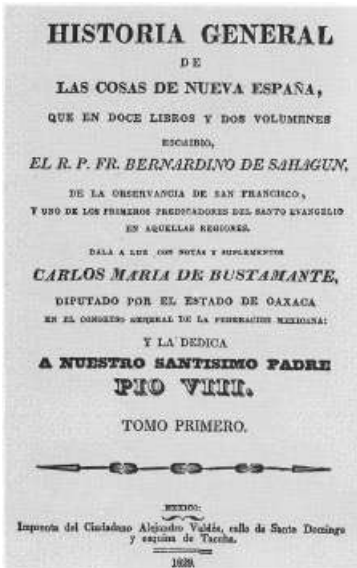 HISTORIA GENERAL
DE
LAS COSAS DE NUEVA ESPAÑA,
QUE EN DOCE LIBROS Y DOS VOLUMENES
ESCRIBIO,
EL R. P. FR. BERNARDINO DE SAHAGUN,
DE LA OBSERVANCIA DE SAN FRANCISCO,
Y UNO DE LOS PRIMEROS PREDICADORES DEL SANTO EVANGELIO
EN AQUELLAS REGIONES.
DALA A LUZ CON NOTAS Y SUPLEMENTOS
CARLOS MARIA DE BUSTAMANTE,
DIPUTADO POR EL ESTADO DE OAXACA
EN EL CONGRESO GENERAL DE LA FEDERACION MEXICANA:
Y LA DEDICA
A NUESTRO SANTISIMO PADRE
PIO VIII.
TOMO PRIMERO.
MEXICO:
Imprenta del Ciudadano Alejandro Valdés, calle de Santo Domingo
y esquina de Tacuba.
1829.